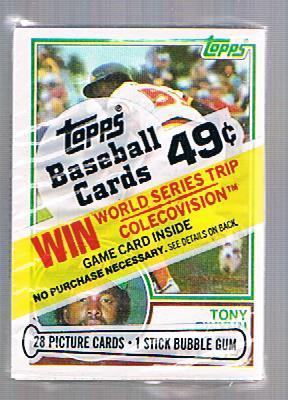 Topps
Topps
Baseball
Cards 49¢
WIN WORLD SERIES TRIP
COLECOVISION™
GAME CARD INSIDE
NO PURCHASE NECESSARY. SEE DETAILS ON BACK.
TONY
28 PICTURE CARDS • 1 STICK BUBBLE GUM